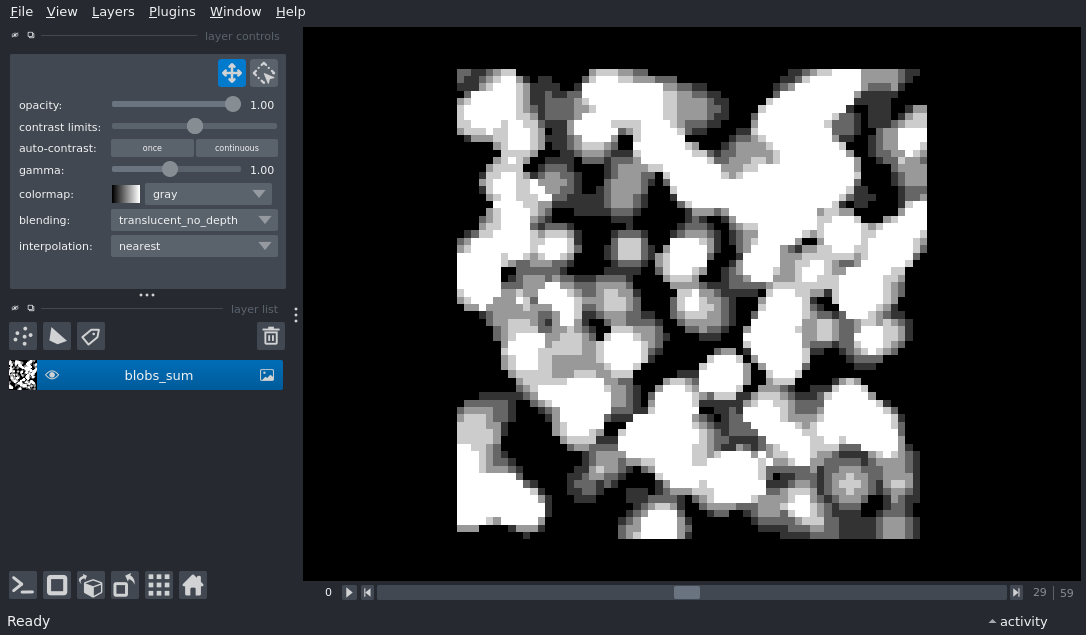 File View Layers Plugins Window Help
layer controls
opacity: 1.00
contrast limits:
auto-contrast: once continuous
gamma: 1.00
colormap: gray
blending: translucent_no_depth
interpolation: nearest
layer list
blobs_sum
0 29 59
Ready activity